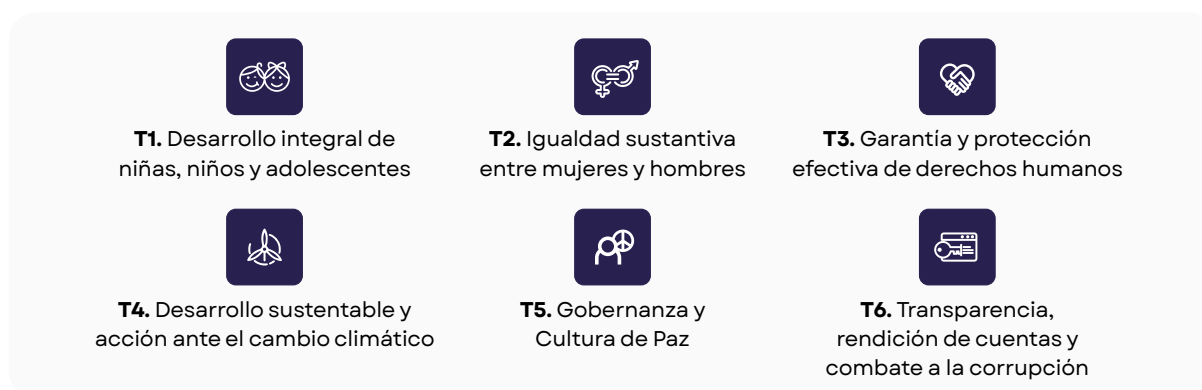 T1. Desarrollo integral de
niñas, niños y adolescentes
T2. Igualdad sustantiva
entre mujeres y hombres
T3. Garantía y protección
efectiva de derechos humanos
T4. Desarrollo sustentable y
acción ante el cambio climático
T5. Gobernanza y
Cultura de Paz
T6. Transparencia,
rendición de cuentas y
combate a la corrupción